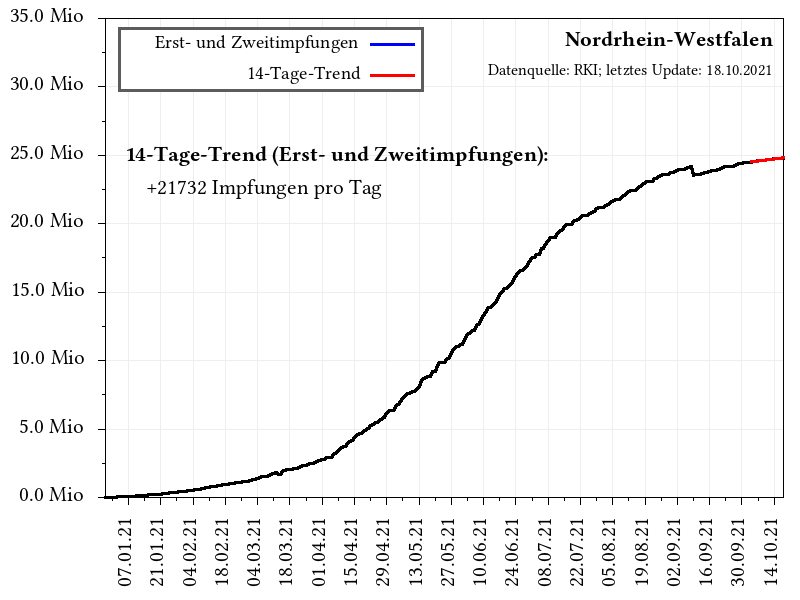 35.0 Mio
30.0 Mio
25.0 Mio
20.0 Mio
15.0 Mio
10.0 Mio
5.0 Mio
0.0 Mio
Erst- und Zweitimpfungen
14-Tage-Trend
Nordrhein-Westfalen
Datenquelle: RKI; letztes Update: 18.10.2021
14-Tage-Trend (Erst- und Zweitimpfungen):
+21732 Impfungen pro Tag
07.01.21
21.01.21
04.02.21
18.02.21
04.03.21
18.03.21
01.04.21
15.04.21
29.04.21
13.05.21
27.05.21
10.06.21
24.06.21
08.07.21
22.07.21
05.08.21
19.08.21
02.09.21
16.09.21
30.09.21
14.10.21